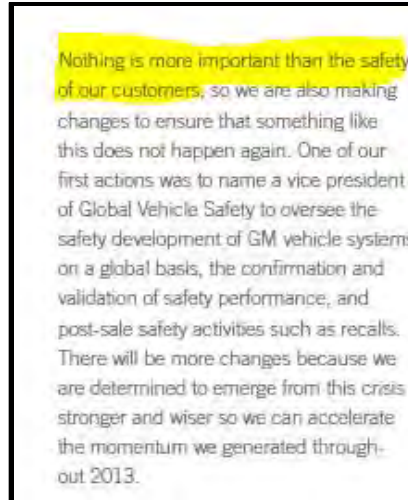 Nothing is more important than the safety
of our customers, so we are also making
changes to ensure that something like
this does not happen again. One of our
first actions was to name a vice president
of Global Vehicle Safety to oversee the
safety development of GM vehicle systems
on a global basis, the confirmation and
validation of safety performance, and
post-sale safety activities such as recalls.
There will be more changes because we
are determined to emerge from this crisis
stronger and wiser so we can accelerate
the momentum we generated through-
out 2013.